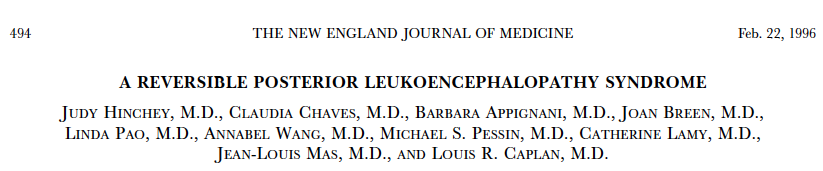 494 THE NEW ENGLAND JOURNAL OF MEDICINE Feb. 22, 1996
A REVERSIBLE POSTERIOR LEUKOENCEPHALOPATHY SYNDROME
JUDY HINCHEY, M.D., CLAUDIA CHAVES, M.D., BARBARA APPIGNANI, M.D., JOAN BREEN, M.D.,
LINDA PAO, M.D., ANNABEL WANG, M.D., MICHAEL S. PESSIN, M.D., CATHERINE LAMY, M.D.,
JEAN-LOUIS MAS, M.D., AND LOUIS R. CAPLAN, M.D.